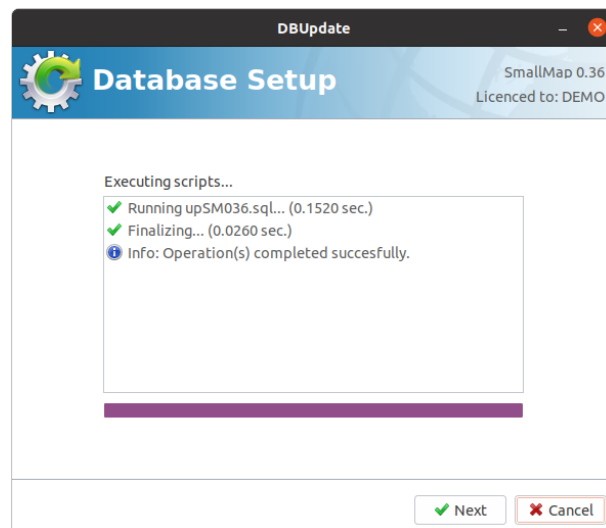 DBUpdate
Database Setup
SmallMap 0.36
Licenced to: DEMO
Executing scripts...
Running upSM036.sql... (0.1520 sec.)
Finalizing... (0.0260 sec.)
Info: Operation(s) completed succesfully.
Next
Cancel